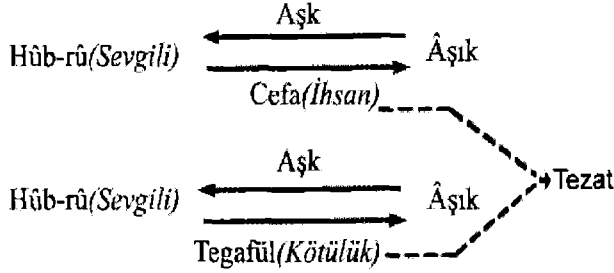 Aşk
Hûb-rû(Sevgili) Âşık
Cefa(İhsan)
Aşk
Tezat
Hûb-rû(Sevgili) Âşık
Tegafül(Kötülük)